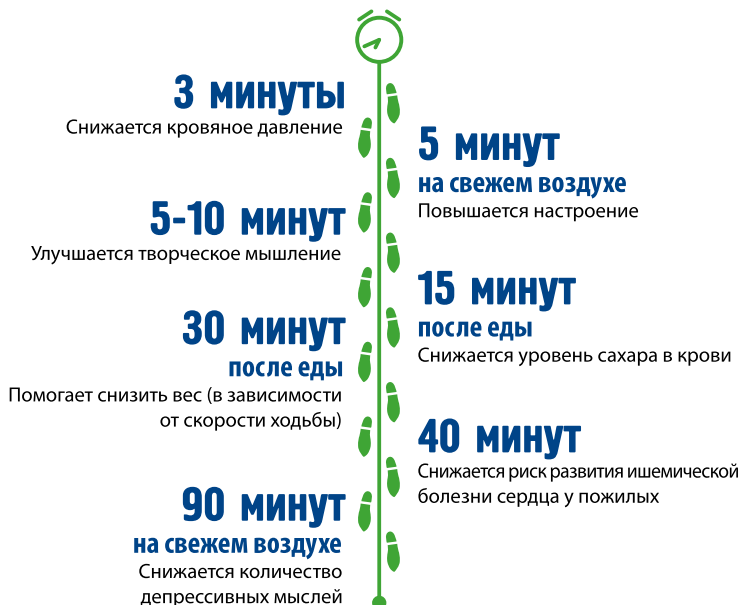 3 минуты
Снижается кровяное давление
5 минут
на свежем воздухе
Повышается настроение
5-10 минут
Улучшается творческое мышление
15 минут
после еды
Снижается уровень сахара в крови
30 минут
после еды
Помогает снизить вес (в зависимости
от скорости ходьбы)
40 минут
Снижается риск развития ишемической
болезни сердца у пожилых
90 минут
на свежем воздухе
Снижается количество
депрессивных мыслей